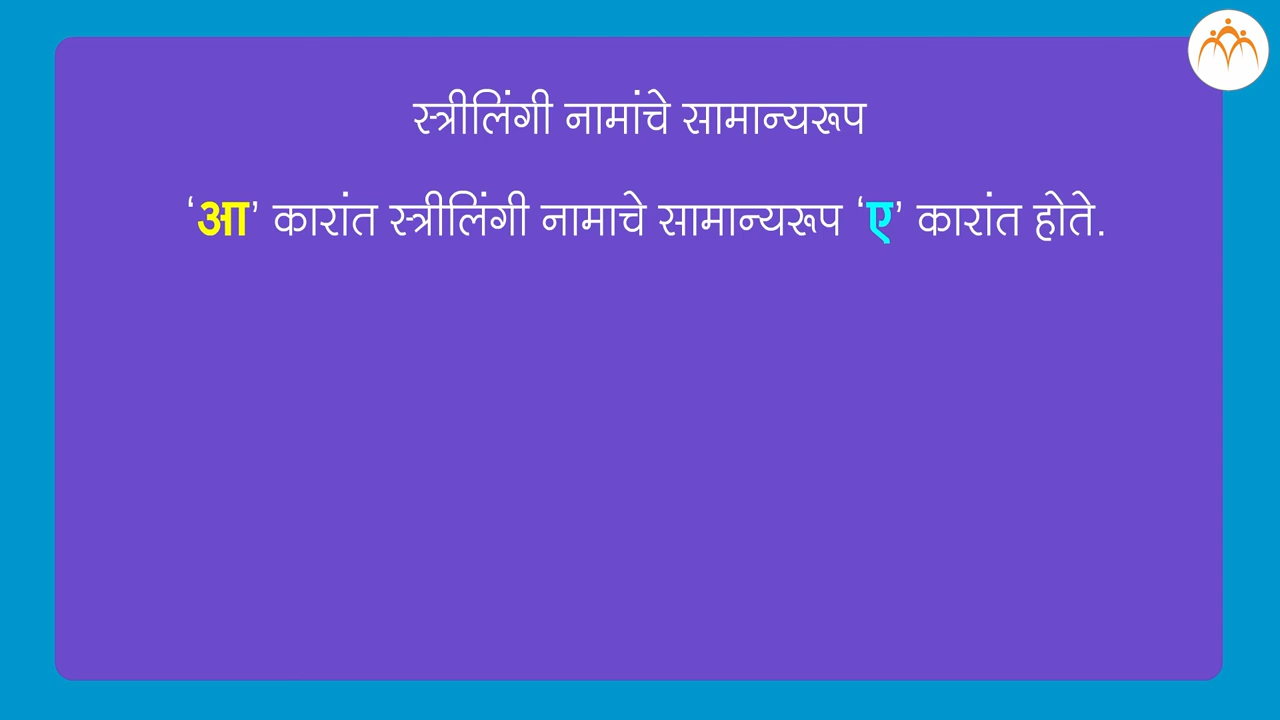 स्त्रीलिंगी नामांचे सामान्यरूप
‘आ’ कारांत स्त्रीलिंगी नामाचे सामान्यरूप ‘ए’ कारांत होते.